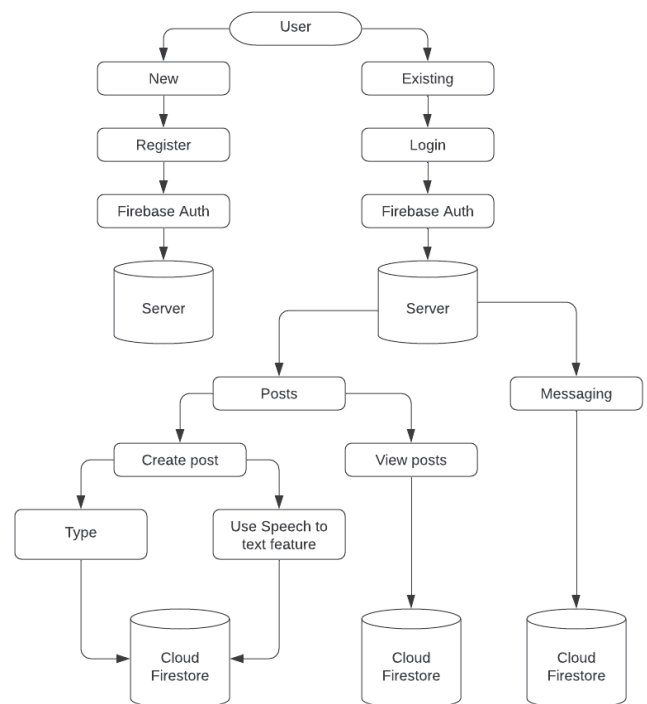 User
New
Existing
Register
Login
Firebase Auth
Firebase Auth
Server
Server
Posts
Messaging
Create post
View posts
Type
Use Speech to
text feature
Cloud
Firestore
Cloud
Firestore
Cloud
Firestore